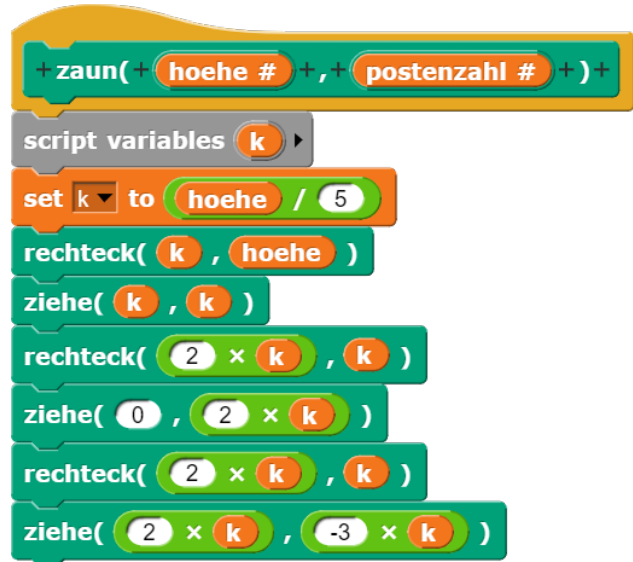 + zaun( + hoehe # + , + postenzahl # + ) +
script variables k
set k to hoehe / 5
rechteck( k , hoehe )
ziehe( k , k )
rechteck( 2 × k , k )
ziehe( 0 , 2 × k )
rechteck( 2 × k , k )
ziehe( 2 × k , -3 × k )